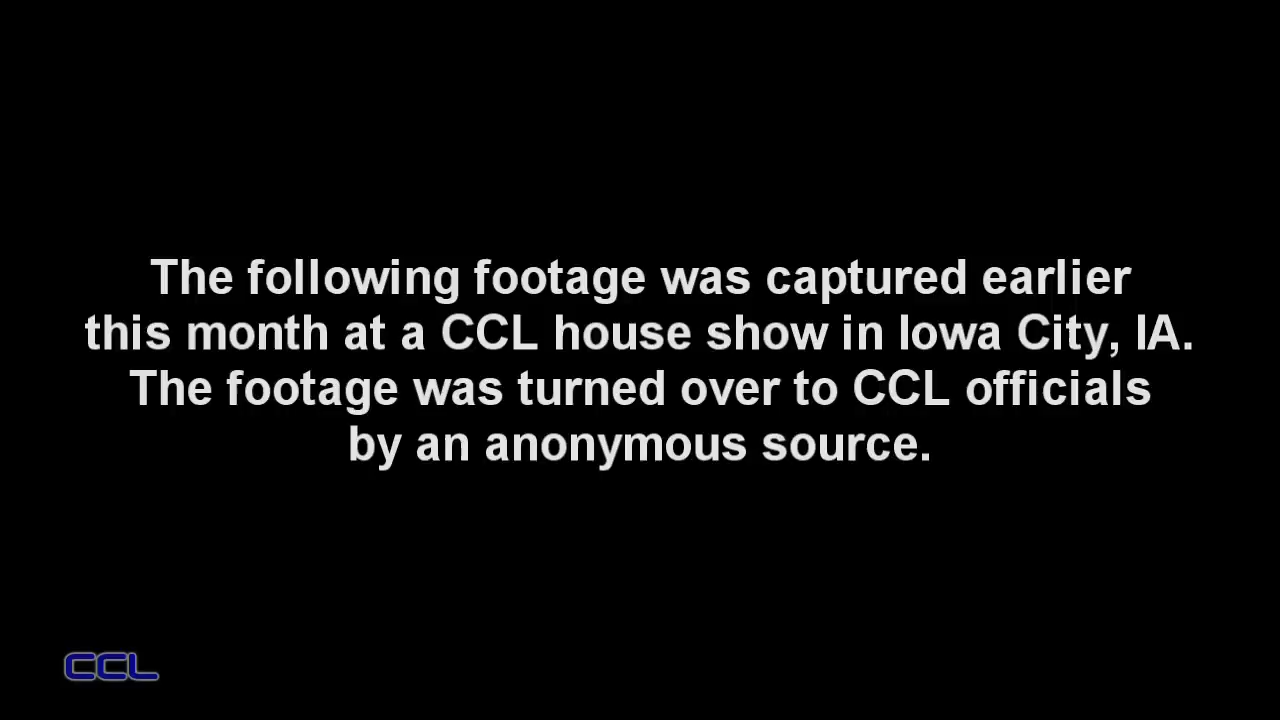 The following footage was captured earlier
this month at a CCL house show in Iowa City, IA.
The footage was turned over to CCL officials
by an anonymous source.
CCL